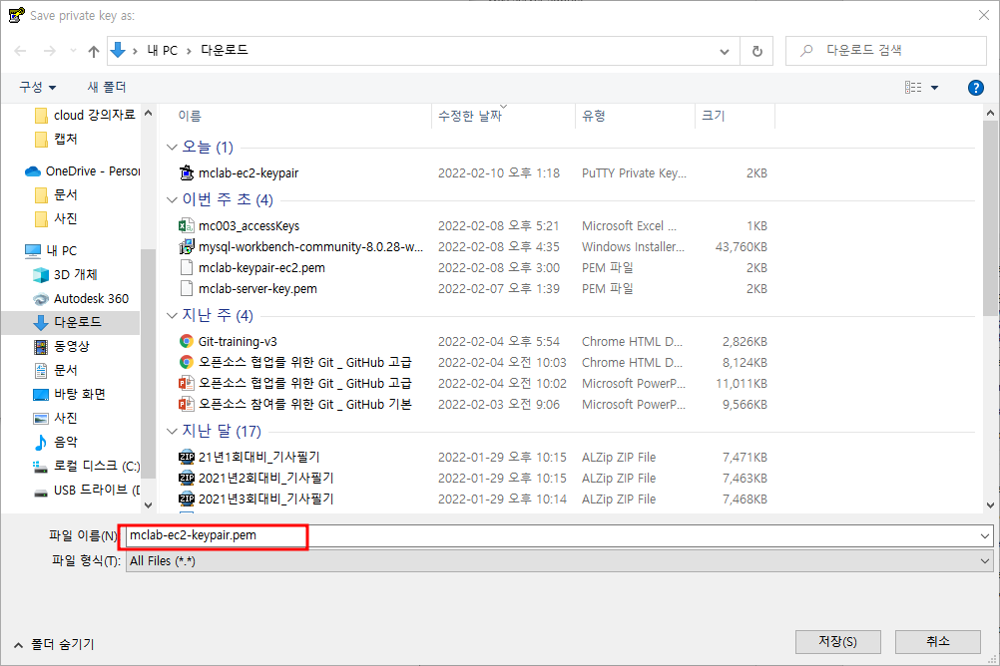 Save private key as:
내 PC > 다운로드
다운로드 검색
구성 새 폴더
cloud 강의자료
캡처
OneDrive - Person
문서
사진
내 PC
3D 개체
Autodesk 360
다운로드
동영상
문서
바탕 화면
사진
음악
로컬 디스크 (C:)
USB 드라이브 (D
이름 수정한 날짜 유형 크기
오늘 (1)
mclab-ec2-keypair 2022-02-10 오후 1:18 PuTTY Private Key... 2KB
이번 주 초 (4)
mc003_accessKeys 2022-02-08 오후 5:21 Microsoft Excel ... 1KB
mysql-workbench-community-8.0.28-w... 2022-02-08 오후 4:35 Windows Installer... 43,760KB
mclab-keypair-ec2.pem 2022-02-08 오후 3:00 PEM 파일 2KB
mclab-server-key.pem 2022-02-07 오후 1:39 PEM 파일 2KB
지난 주 (4)
Git-training-v3 2022-02-04 오후 5:54 Chrome HTML D... 2,826KB
오픈소스 협업를 위한 Git _ GitHub 고급 2022-02-04 오전 10:03 Chrome HTML D... 8,124KB
오픈소스 협업를 위한 Git _ GitHub 고급 2022-02-04 오전 10:02 Microsoft PowerP... 11,011KB
오픈소스 참여를 위한 Git _ GitHub 기본 2022-02-03 오전 9:06 Microsoft PowerP... 9,566KB
지난 달 (17)
21년1회대비_기사필기 2022-01-29 오후 10:15 ALZip ZIP File 7,471KB
2021년2회대비_기사필기 2022-01-29 오후 10:15 ALZip ZIP File 7,463KB
2021년3회대비_기사필기 2022-01-29 오후 10:14 ALZip ZIP File 7,468KB
파일 이름(N): mclab-ec2-keypair.pem
파일 형식(T): All Files (*.*)
폴더 숨기기
저장(S) 취소